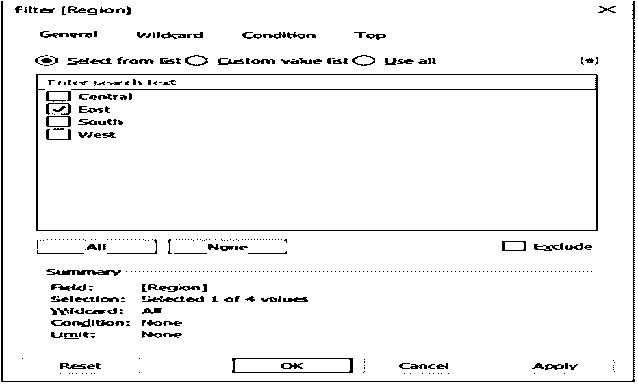 Filter [Region]
General Wildcard Condition Top
Select from list Custom value list Use all
Enter search text
Central
East
South
West
All None Exclude
Summary
Field: [Region]
Selection: Selected 1 of 4 values
Wildcard: All
Condition: None
Limit: None
Reset OK Cancel Apply